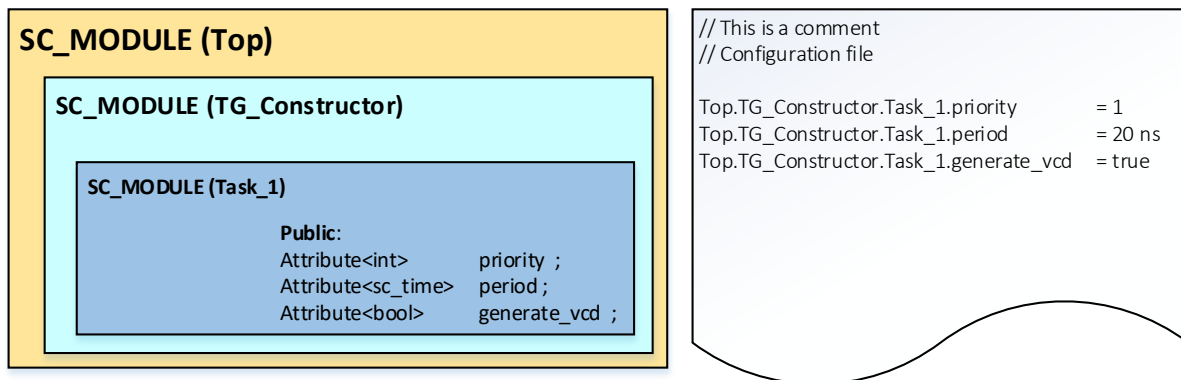 SC_MODULE (Top)
SC_MODULE (TG_Constructor)
SC_MODULE (Task_1)
Public:
Attribute<int> priority ;
Attribute<sc_time> period ;
Attribute<bool> generate_vcd ;
// This is a comment
// Configuration file
Top.TG_Constructor.Task_1.priority = 1
Top.TG_Constructor.Task_1.period = 20 ns
Top.TG_Constructor.Task_1.generate_vcd = true